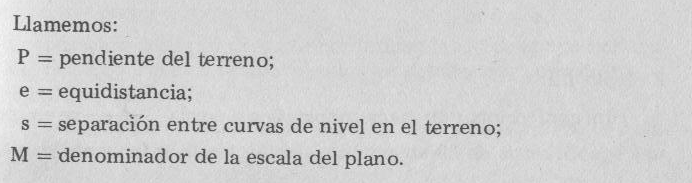 Llamemos:
P = pendiente del terreno;
e = equidistancia;
s = separación entre curvas de nivel en el terreno;
M = denominador de la escala del plano.